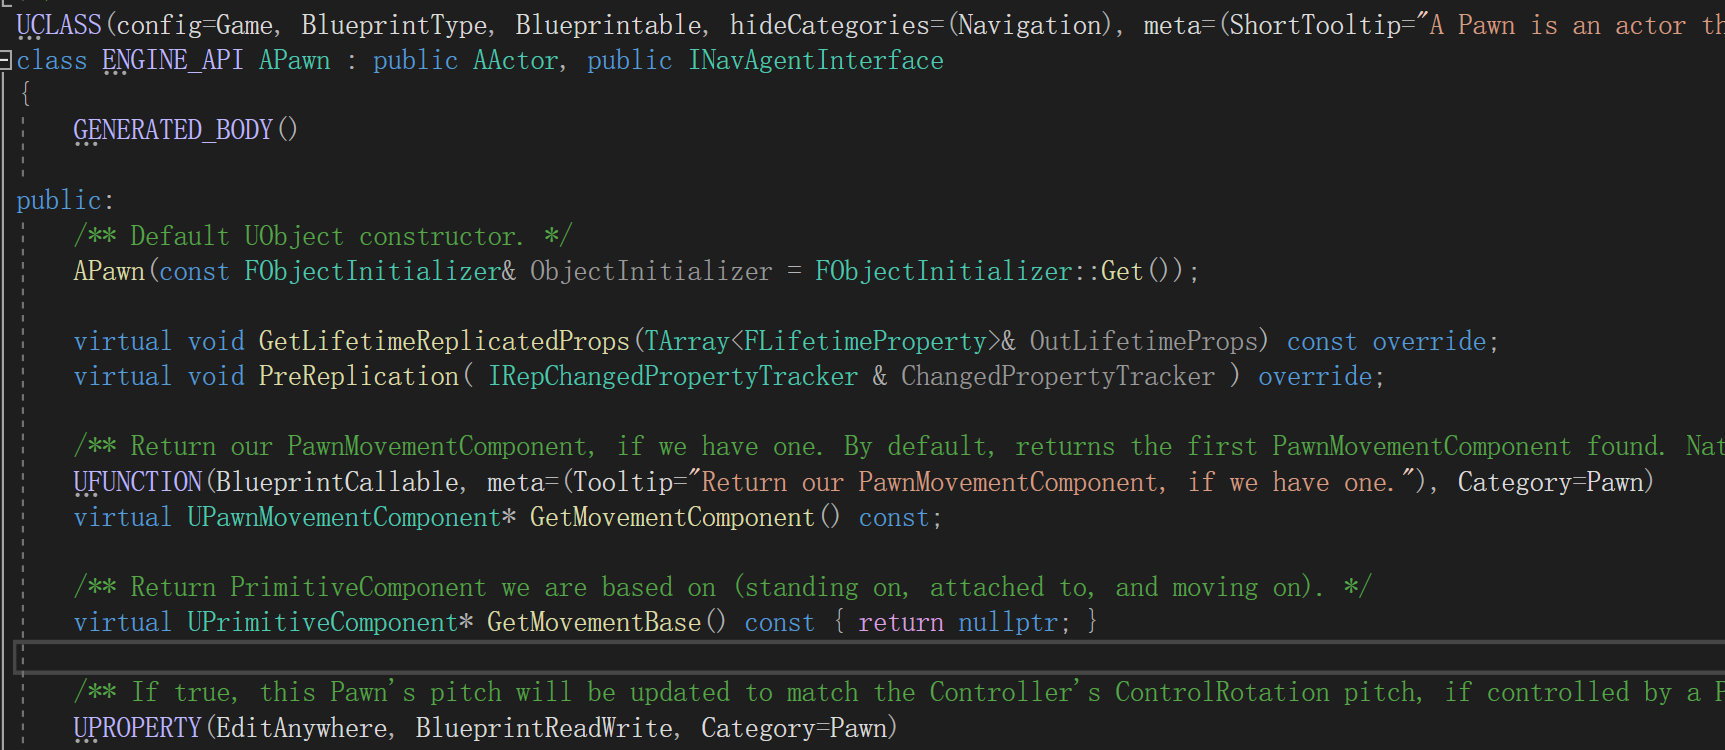 UCLASS(config=Game, BlueprintType, Blueprintable, hideCategories=(Navigation), meta=(ShortTooltip="A Pawn is an actor th
class ENGINE_API APawn : public AActor, public INavAgentInterface
{
GENERATED_BODY()
public:
/** Default UObject constructor. */
APawn(const FObjectInitializer& ObjectInitializer = FObjectInitializer::Get());
virtual void GetLifetimeReplicatedProps(TArray<FLifetimeProperty>& OutLifetimeProps) const override;
virtual void PreReplication( IRepChangedPropertyTracker & ChangedPropertyTracker ) override;
/** Return our PawnMovementComponent, if we have one. By default, returns the first PawnMovementComponent found. Nat
UFUNCTION(BlueprintCallable, meta=(Tooltip="Return our PawnMovementComponent, if we have one."), Category=Pawn)
virtual UPawnMovementComponent* GetMovementComponent() const;
/** Return PrimitiveComponent we are based on (standing on, attached to, and moving on). */
virtual UPrimitiveComponent* GetMovementBase() const { return nullptr; }
/** If true, this Pawn's pitch will be updated to match the Controller's ControlRotation pitch, if controlled by a P
UPROPERTY(EditAnywhere, BlueprintReadWrite, Category=Pawn)